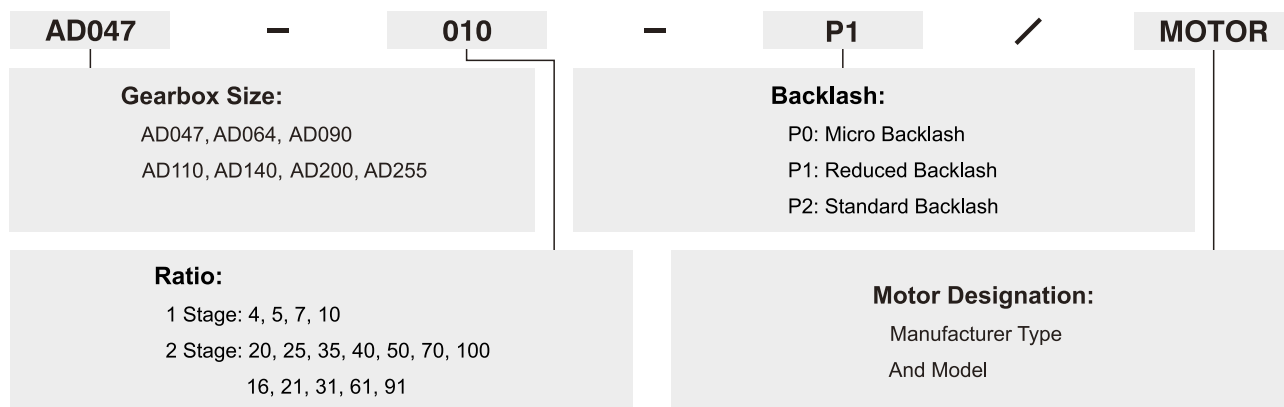 AD047 - 010 - P1 / MOTOR
Gearbox Size:
AD047, AD064, AD090
AD110, AD140, AD200, AD255
Backlash:
P0: Micro Backlash
P1: Reduced Backlash
P2: Standard Backlash
Ratio:
1 Stage: 4, 5, 7, 10
2 Stage: 20, 25, 35, 40, 50, 70, 100
16, 21, 31, 61, 91
Motor Designation:
Manufacturer Type
And Model